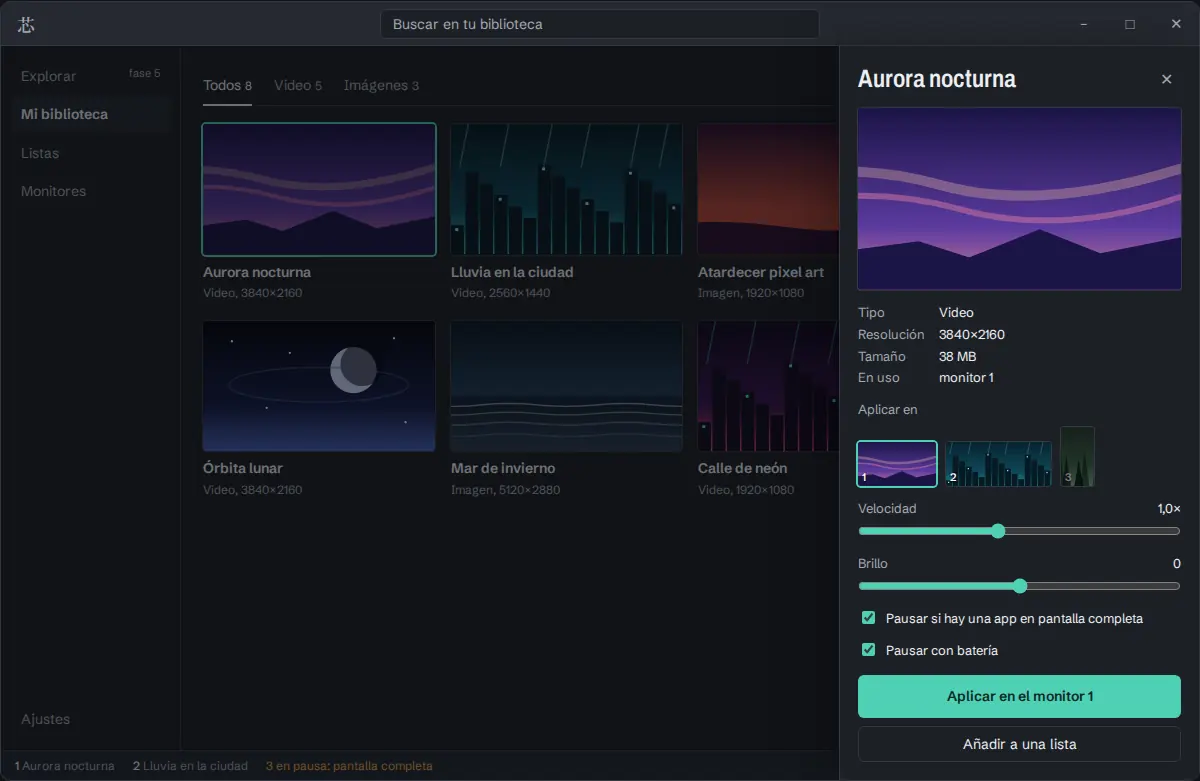 芯
Buscar en tu biblioteca
Explorar fase 5
Mi biblioteca
Listas
Monitores
Ajustes
Todos 8 Video 5 Imágenes 3
Aurora nocturna
Video, 3840×2160
Lluvia en la ciudad
Video, 2560×1440
Atardecer pixel art
Imagen, 1920×1080
Órbita lunar
Video, 3840×2160
Mar de invierno
Imagen, 5120×2880
Calle de neón
Video, 1920×1080
1 Aurora nocturna 2 Lluvia en la ciudad 3 en pausa: pantalla completa
Aurora nocturna
Tipo Video
Resolución 3840×2160
Tamaño 38 MB
En uso monitor 1
Aplicar en
1 2 3
Velocidad 1,0×
Brillo 0
Pausar si hay una app en pantalla completa
Pausar con batería
Aplicar en el monitor 1
Añadir a una lista